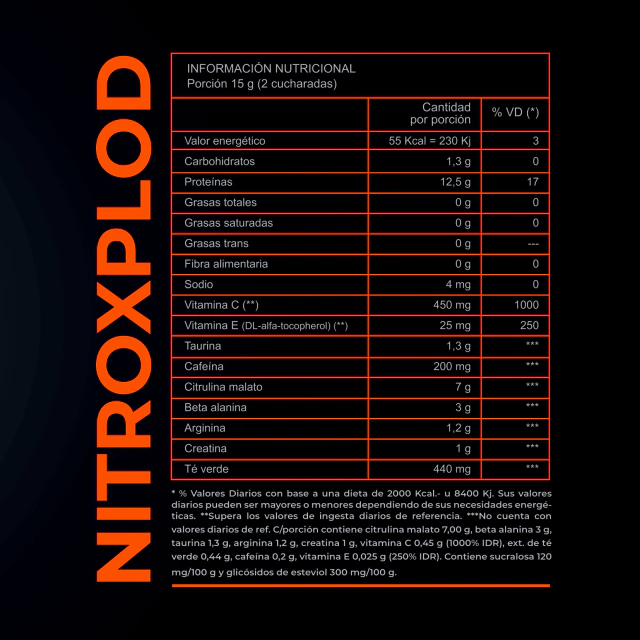 NITROXPLOD
INFORMACIÓN NUTRICIONAL
Porción 15 g (2 cucharadas)
Cantidad por porción % VD (*)
Valor energético 55 Kcal = 230 Kj 3
Carbohidratos 1,3 g 0
Proteínas 12,5 g 17
Grasas totales 0 g 0
Grasas saturadas 0 g 0
Grasas trans 0 g ---
Fibra alimentaria 0 g 0
Sodio 4 mg 0
Vitamina C (**) 450 mg 1000
Vitamina E (DL-alfa-tocopherol) (**) 25 mg 250
Taurina 1,3 g ***
Cafeína 200 mg ***
Citrulina malato 7 g ***
Beta alanina 3 g ***
Arginina 1,2 g ***
Creatina 1 g ***
Té verde 440 mg ***
* % Valores Diarios con base a una dieta de 2000 Kcal.- u 8400 Kj. Sus valores
diarios pueden ser mayores o menores dependiendo de sus necesidades energé-
ticas. **Supera los valores de ingesta diarios de referencia. ***No cuenta con
valores diarios de ref. C/porción contiene citrulina malato 7,00 g, beta alanina 3 g,
taurina 1,3 g, arginina 1,2 g, creatina 1 g, vitamina C 0,45 g (1000% IDR), ext. de té
verde 0,44 g, cafeína 0,2 g, vitamina E 0,025 g (250% IDR). Contiene sucralosa 120
mg/100 g y glicósidos de esteviol 300 mg/100 g.